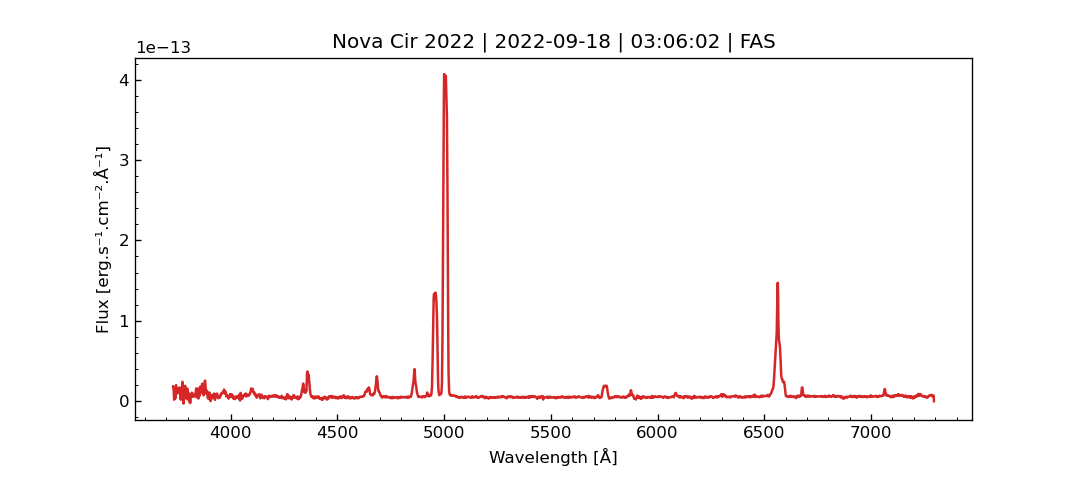 Nova Cir 2022 | 2022-09-18 | 03:06:02 | FAS
1e−13
4
3
2
1
0
Flux [erg.s⁻¹.cm⁻².Å⁻¹]
4000 4500 5000 5500 6000 6500 7000
Wavelength [Å]